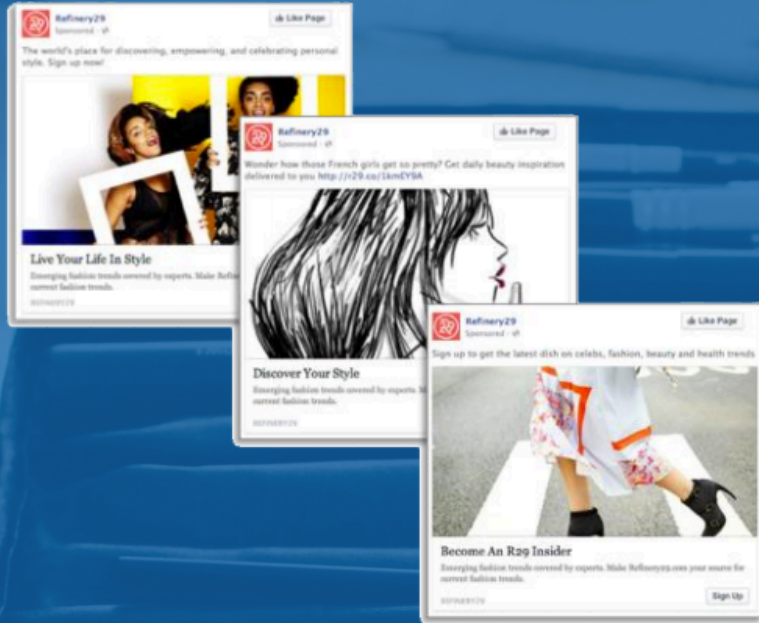 Refinery29
Like Page
Sponsored
The world's place for discovering, empowering, and celebrating personal
style. Sign up now!
Live Your Life In Style
Emerging fashion trends covered by experts. Make
current fashion trends.
REFINERY29
Refinery29
Like Page
Sponsored
Wonder how those French girls get so pretty? Get daily beauty inspiration
delivered to you http://r29.co/1kmEY9A
Discover Your Style
Emerging fashion trends covered by experts.
current fashion trends.
REFINERY29
Refinery29
Like Page
Sponsored
Sign up to get the latest dish on celebs, fashion, beauty and health trends
Become An R29 Insider
Emerging fashion trends covered by experts. Make Refinery29.com your source for
current fashion trends.
REFINERY29
Sign Up